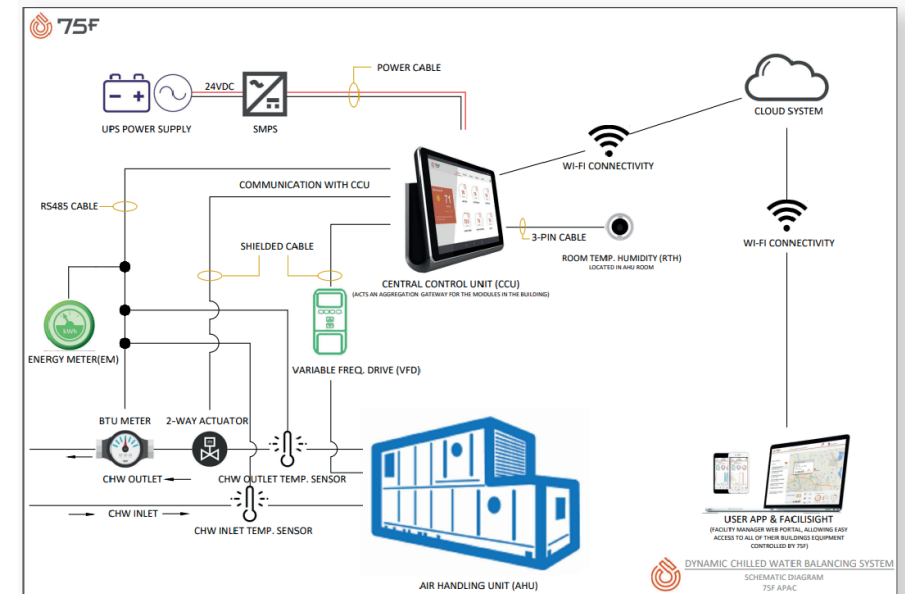 75F
POWER CABLE
24VDC
UPS POWER SUPPLY
SMPS
CLOUD SYSTEM
WI-FI CONNECTIVITY
COMMUNICATION WITH CCU
RS485 CABLE
SHIELDED CABLE
3-PIN CABLE
ROOM TEMP. HUMIDITY (RTH)
LOCATED IN AHU ROOM
WI-FI CONNECTIVITY
CENTRAL CONTROL UNIT (CCU)
(ACTS AN AGGREGATION GATEWAY FOR THE MODULES IN THE BUILDING)
kWh
ENERGY METER(EM)
VARIABLE FREQ. DRIVE (VFD)
BTU METER
2-WAY ACTUATOR
CHW OUTLET
CHW OUTLET TEMP. SENSOR
CHW INLET
CHW INLET TEMP. SENSOR
AIR HANDLING UNIT (AHU)
USER APP & FACILISIGHT
(FACILITY MANAGER WEB PORTAL, ALLOWING EASY
ACCESS TO ALL OF THEIR BUILDINGS EQUIPMENT
CONTROLLED BY 75F)
DYNAMIC CHILLED WATER BALANCING SYSTEM
SCHEMATIC DIAGRAM
75F APAC